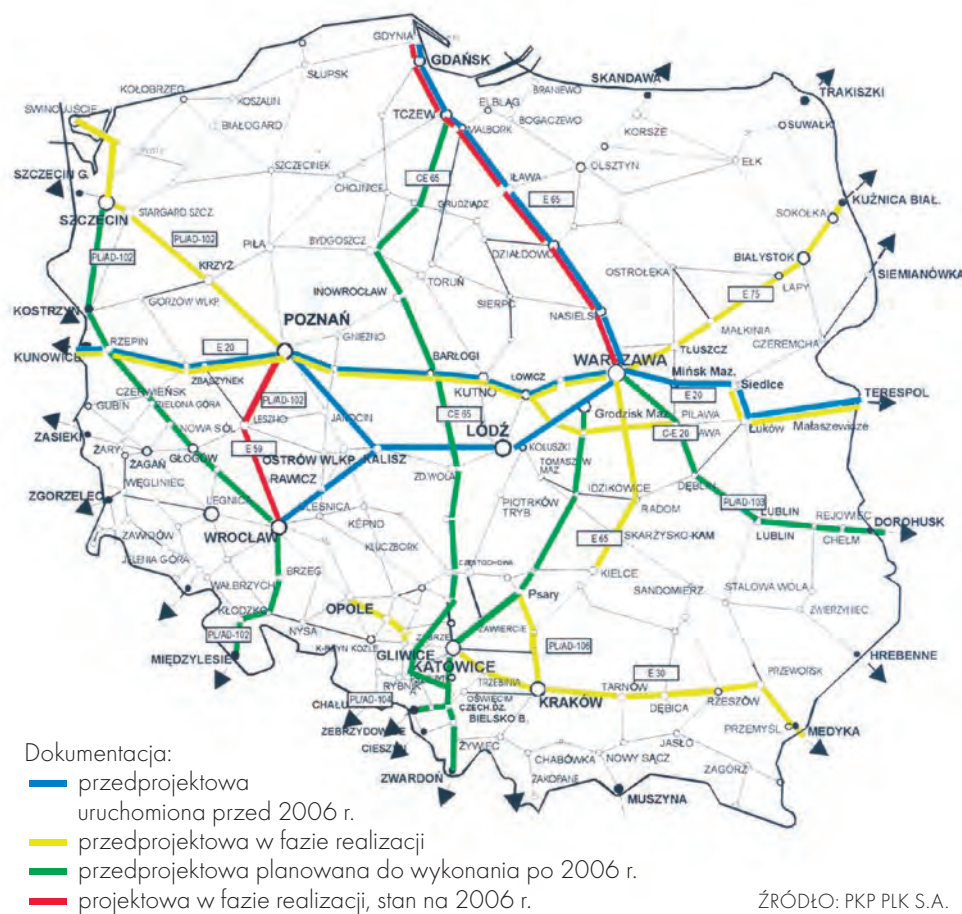 GDYNIA
GDAŃSK
SŁUPSK
KOŁOBRZEG
KOSZALIN
BIAŁOGARD
ŚWINOUJŚCIE
TCZEW
MALBORK
ELBLĄG
BRANIEWO
BOGACZEWO
SKANDAWA
KORSZE
TRAKISZKI
SUWAŁK
OLSZTYN
EŁK
SZCZECIN G.
SZCZECIN
STARGARD SZCZ.
SZCZECINEK
CHOJNICE
CE 65
GRUDZIĄDZ
IŁAWA
E 65
KUŹNICA BIAŁ.
SOKOŁKA
PL/AD-102
PL/AD-102
PIŁA
KRZYŻ
BYDGOSZCZ
TORUŃ
DZIAŁDOWO
OSTROŁĘKA
BIAŁYSTOK
ŁAPY
SIEMIANÓWKA
KOSTRZYN
GORZÓW WLKP.
INOWROCŁAW
SIERPC
NASIELSK
E 75
MAŁKINIA
CZEREMCHA
POZNAŃ
GNIEZNO
KUNOWICE
RZEPIN
E 20
ZBĄSZYNEK
BARŁOGI
KUTNO
ŁOWICZ
WARSZAWA
TŁUSZCZ
Mińsk Maz.
Siedlce
E 20
TERESPOL
GUBIN
CZERWIEŃSK
ZIELONA GÓRA
PL/AD-102
LESZNO
JAROCIN
CE 65
ŁÓDŹ
KOLUSZKI
Grodzisk Maz.
C-E 20
PILAWA
Łuków
Małaszewicze
ZASIEKI
ŻARY
ŻAGAŃ
NOWA SÓL
GŁOGÓW
E 59
OSTRÓW WLKP.
KALISZ
RAWICZ
ZD.WOLA
TOMASZÓW
MAZ.
IDZIKOWICE
DĘBLIN
PL/AD-103
ZGORZELEC
WĘGLINIEC
LEGNICA
OLEŚNICA
KĘPNO
PIOTRKÓW
TRYB
RADOM
LUBLIN
LUBLIN
REJOWIEC
CHEŁM
DOROHUSK
ZAWIDÓW
JELENIA GÓRA
WROCŁAW
KLUCZBORK
E 65
SKARŻYSKO-KAM
WAŁBRZYCH
BRZEG
CZĘSTOCHOWA
KIELCE
SANDOMIERZ
STALOWA WOLA
ZWIERZYNIEC
KŁODZKO
OPOLE
Psary
NYSA
PL/AD-102
MIĘDZYLESIE
GLIWICE
ZABRZE
ZAWIERCIE
PL/AD-106
KATOWICE
TRZEBINIA
E 30
PRZEWORSK
HREBENNE
RYBNIK
PL/AD-104
OŚWIĘCIM
KRAKÓW
TARNÓW
DĘBICA
RZESZÓW
CZECH.DZ.
BIELSKO B.
PRZEMYŚL
MEDYKA
CIESZYN
ŻYWIEC
CHABÓWKA
NOWY SĄCZ
JASŁO
ZAGÓRZ
ZWARDOŃ
ZAKOPANE
MUSZYNA
Dokumentacja:
przedprojektowa
uruchomiona przed 2006 r.
przedprojektowa w fazie realizacji
przedprojektowa planowana do wykonania po 2006 r.
projektowa w fazie realizacji, stan na 2006 r.
ŹRÓDŁO: PKP PLK S.A.